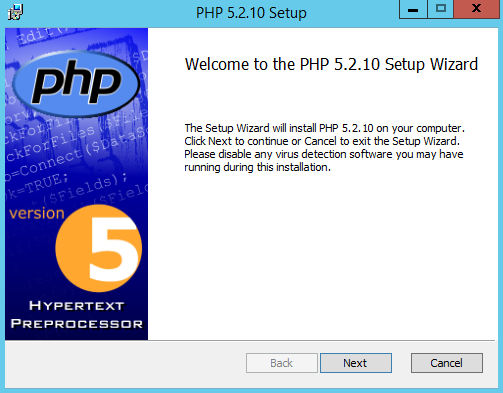 PHP 5.2.10 Setup
php
version
5
HYPERTEXT
PREPROCESSOR
Welcome to the PHP 5.2.10 Setup Wizard
The Setup Wizard will install PHP 5.2.10 on your computer.
Click Next to continue or Cancel to exit the Setup Wizard.
Please disable any virus detection software you may have
running during this installation.
Back
Next
Cancel